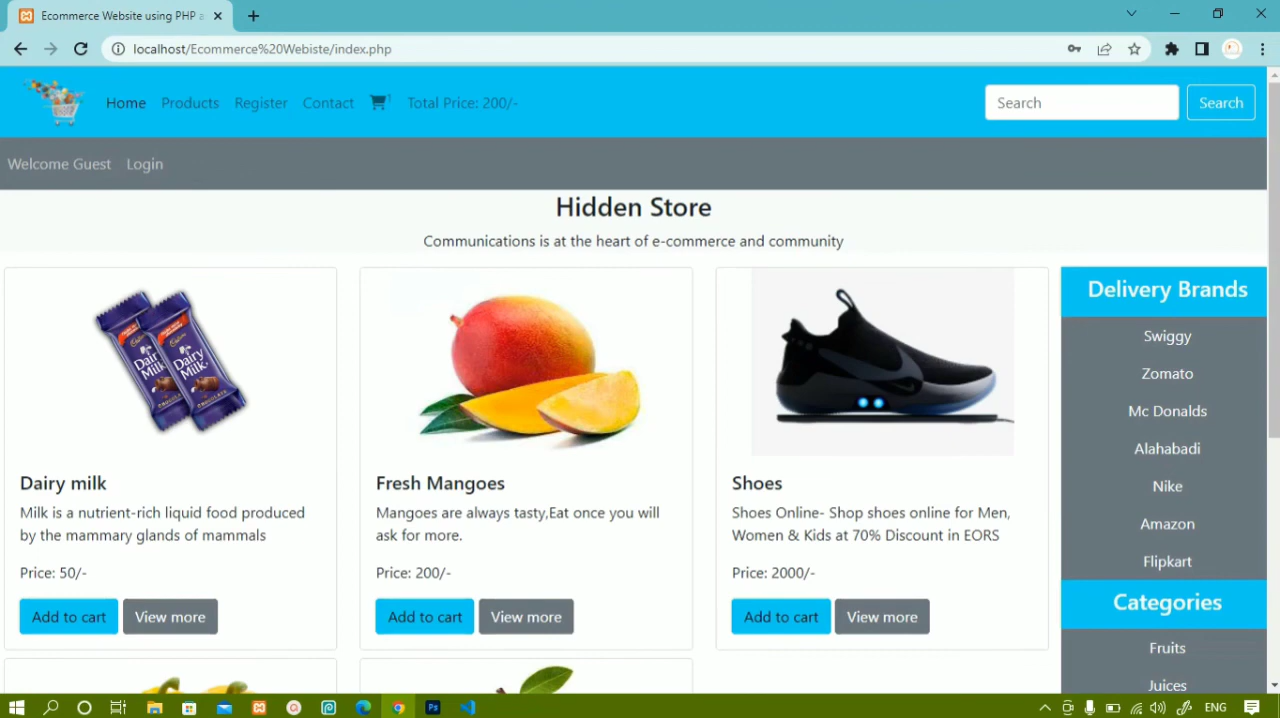 Ecommerce Website using PHP a
localhost/Ecommerce%20Webiste/index.php
Home Products Register Contact 1 Total Price: 200/-
Search Search
Welcome Guest Login
Hidden Store
Communications is at the heart of e-commerce and community
Dairy Milk
Dairy milk
Milk is a nutrient-rich liquid food produced
by the mammary glands of mammals
Price: 50/-
Add to cart View more
Fresh Mangoes
Mangoes are always tasty,Eat once you will
ask for more.
Price: 200/-
Add to cart View more
Shoes
Shoes Online- Shop shoes online for Men,
Women & Kids at 70% Discount in EORS
Price: 2000/-
Add to cart View more
Delivery Brands
Swiggy
Zomato
Mc Donalds
Alahabadi
Nike
Amazon
Flipkart
Categories
Fruits
Juices
Ps
ENG